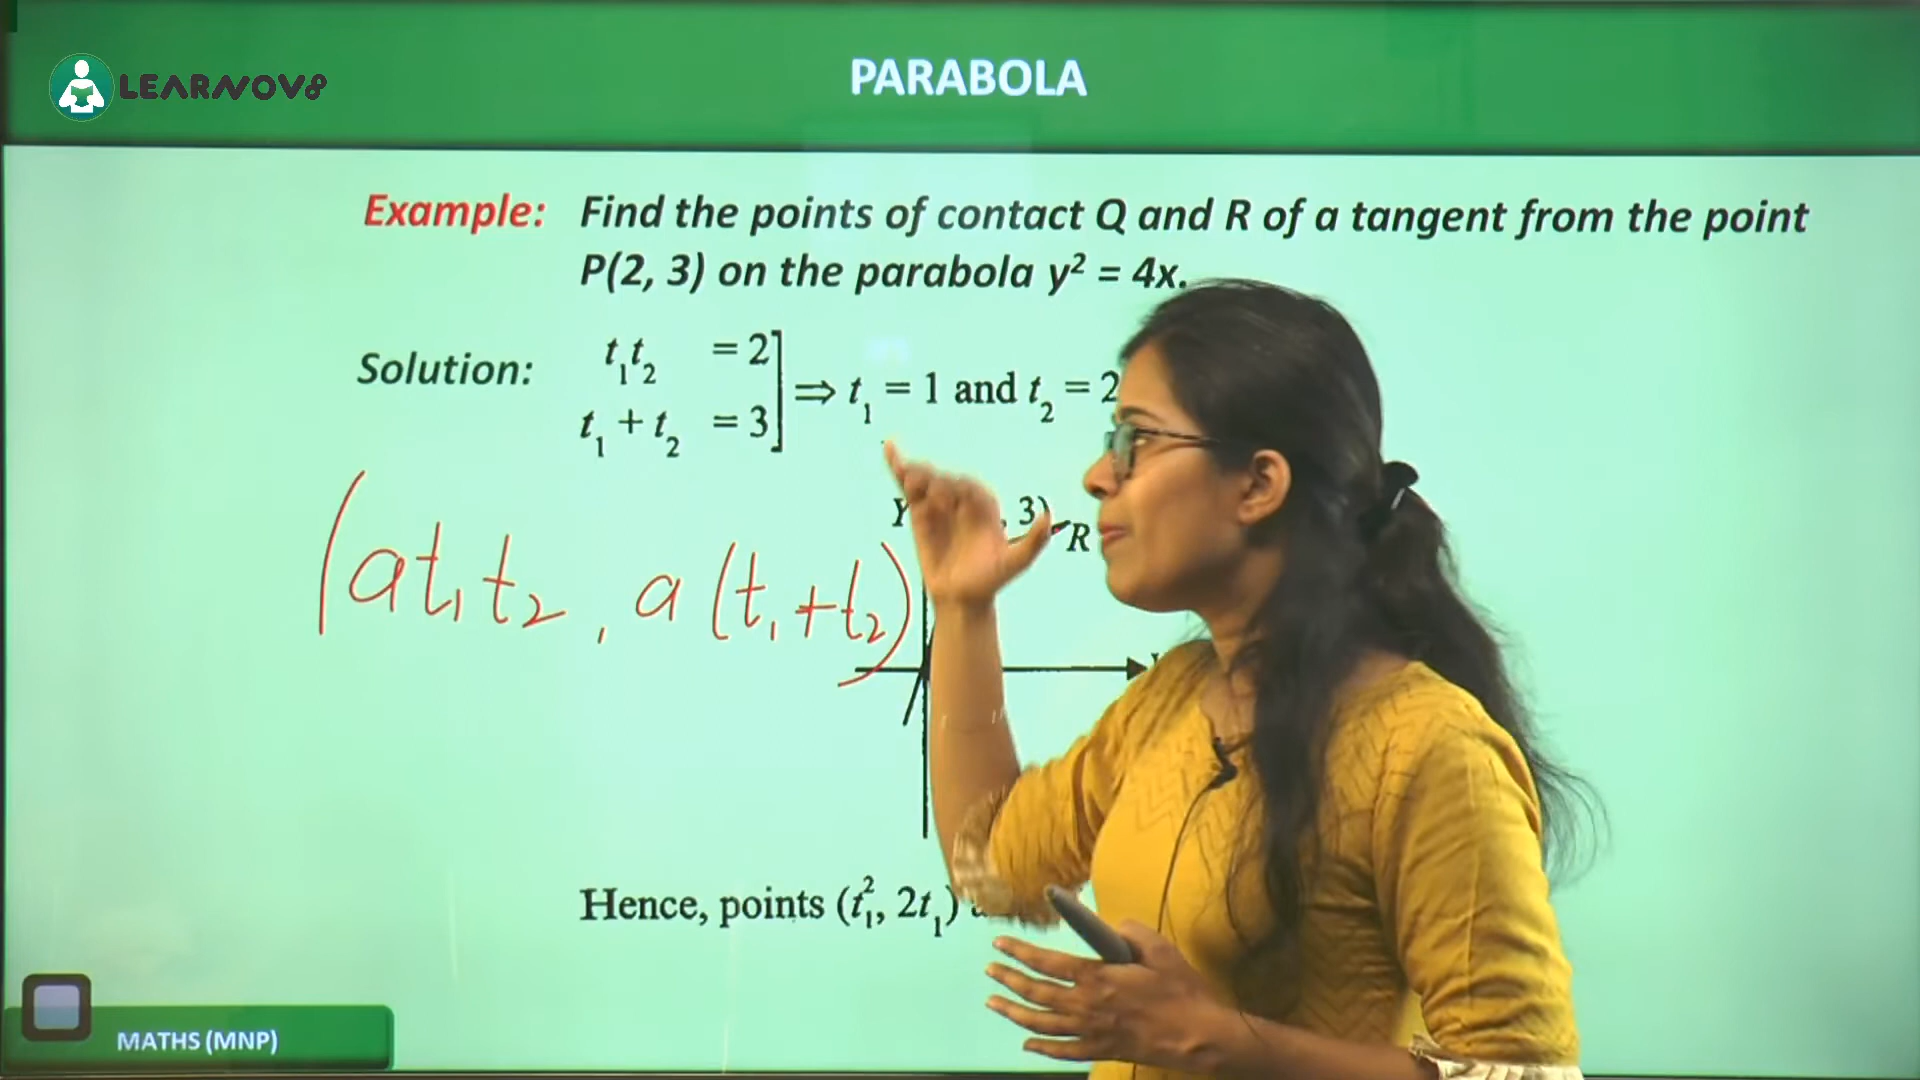 LEARNOV8
PARABOLA
Example: Find the points of contact Q and R of a tangent from the point
P(2, 3) on the parabola y² = 4x.
Solution:
t₁t₂ = 2
t₁ + t₂ = 3
⇒ t₁ = 1 and t₂ = 2
(at₁t₂, a(t₁+t₂)
Y , 3) R
Hence, points (t₁², 2t₁)
MATHS (MNP)